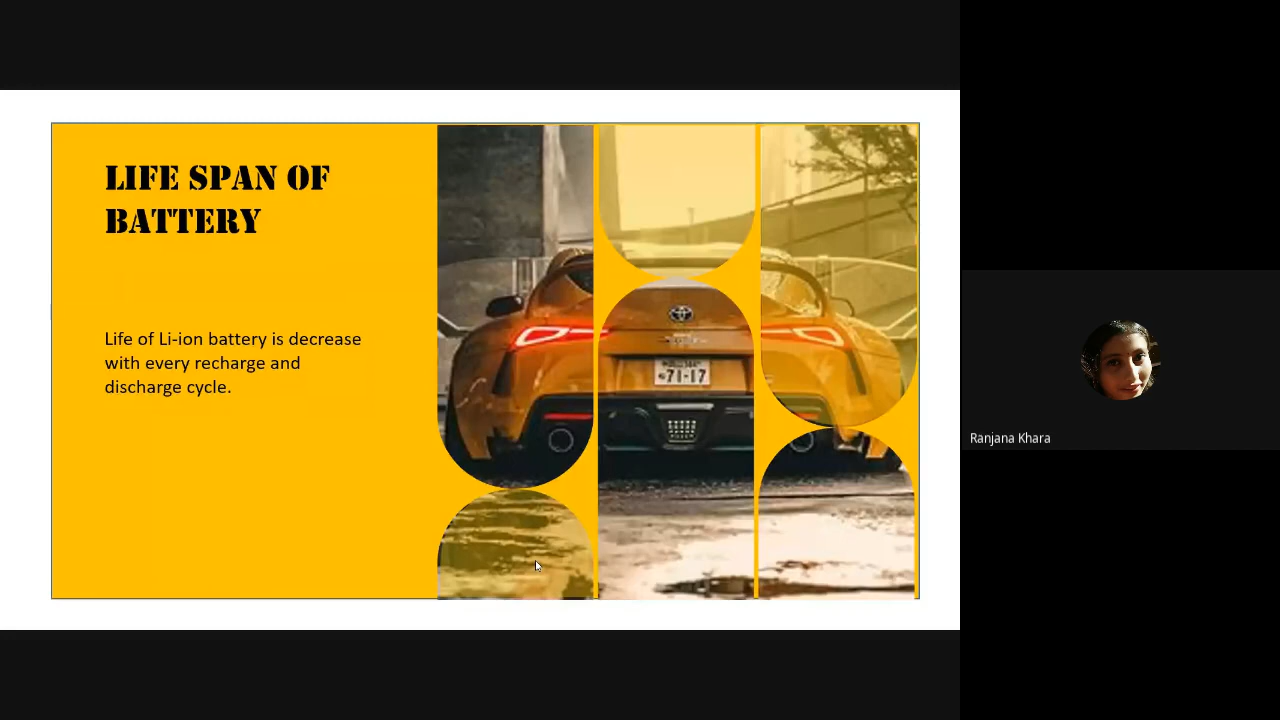 LIFE SPAN OF
BATTERY
Life of Li-ion battery is decrease
with every recharge and
discharge cycle.
71-17
Ranjana Khara